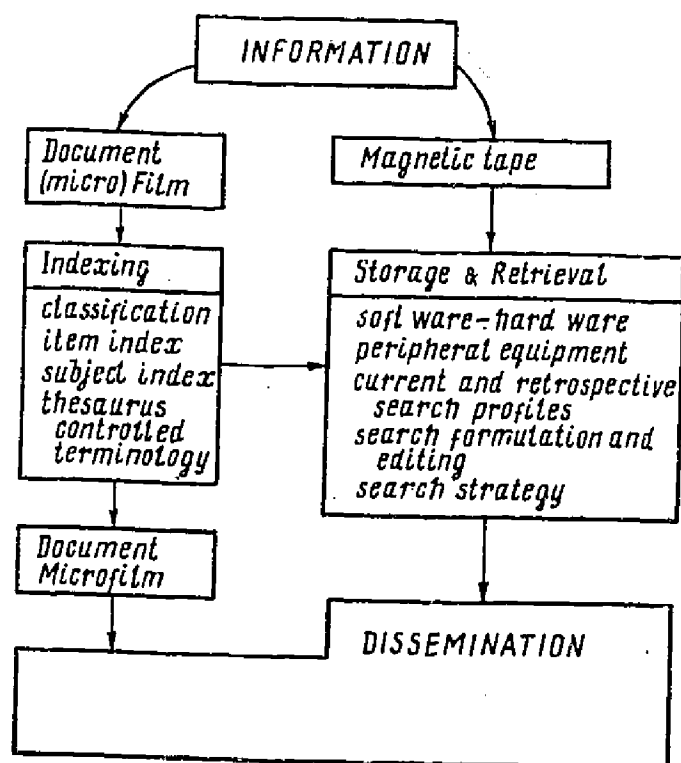 INFORMATION
Document
(micro) Film
Magnetic tape
Indexing
classification
item index
subject index
thesaurus
controlled
terminology
Storage & Retrieval
soft ware-hard ware
peripheral equipment
current and retrospective
search profiles
search formulation and
editing
search strategy
Document
Microfilm
DISSEMINATION